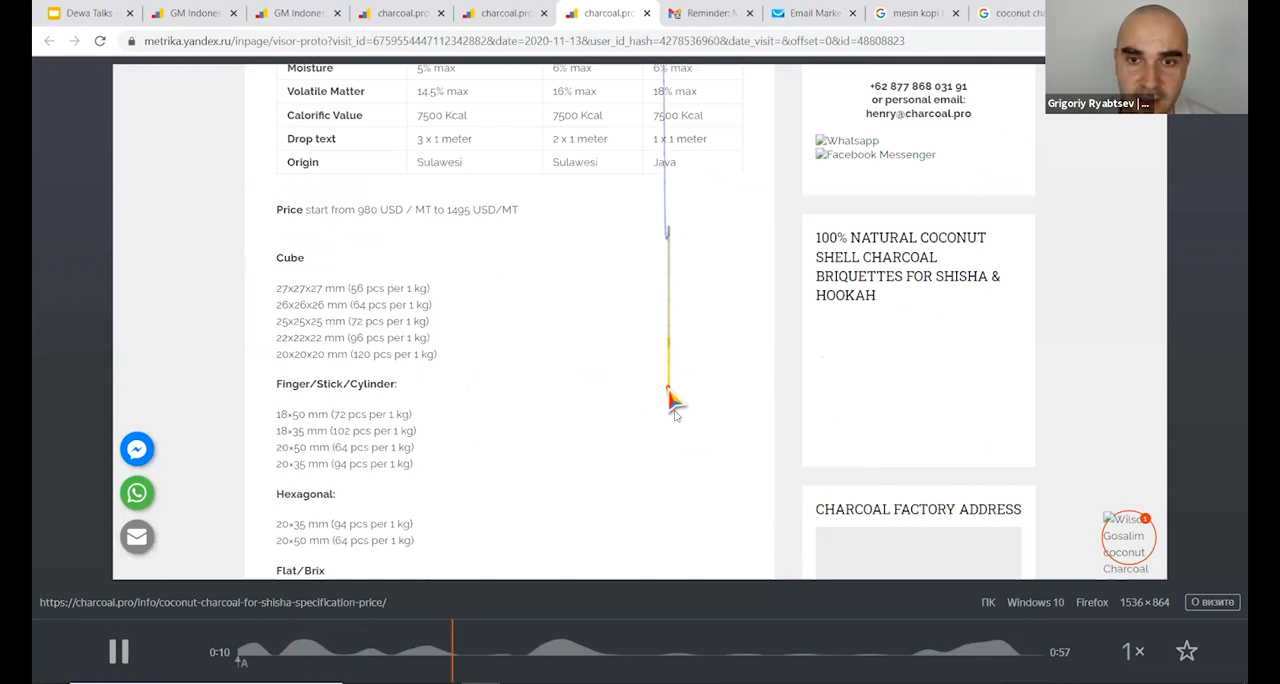 Dewa Talks -
GM Indones
GM Indones
charcoal.pro
charcoal.pro
charcoal.pro
Reminder: M
Email Marke
mesin kopi
coconut cha
metrika.yandex.ru/inpage/visor-proto?visit_id=6759554447112342882&date=2020-11-13&user_id_hash=4278536960&date_visit=&offset=0&id=48808823
Grigoriy Ryabtsev | ...
Moisture 5% max 6% max 6% max
Volatile Matter 14.5% max 16% max 18% max
Calorific Value 7500 Kcal 7500 Kcal 7500 Kcal
Drop text 3 x 1 meter 2 x 1 meter 1 x 1 meter
Origin Sulawesi Sulawesi Java
Price start from 980 USD / MT to 1495 USD/MT
Cube
27x27x27 mm (56 pcs per 1 kg)
26x26x26 mm (64 pcs per 1 kg)
25x25x25 mm (72 pcs per 1 kg)
22x22x22 mm (96 pcs per 1 kg)
20x20x20 mm (120 pcs per 1 kg)
Finger/Stick/Cylinder:
18×50 mm (72 pcs per 1 kg)
18×35 mm (102 pcs per 1 kg)
20×50 mm (64 pcs per 1 kg)
20×35 mm (94 pcs per 1 kg)
Hexagonal:
20×35 mm (94 pcs per 1 kg)
20×50 mm (64 pcs per 1 kg)
Flat/Brix
+62 877 868 031 91
or personal email:
henry@charcoal.pro
Whatsapp
Facebook Messenger
100% NATURAL COCONUT
SHELL CHARCOAL
BRIQUETTES FOR SHISHA &
HOOKAH
CHARCOAL FACTORY ADDRESS
Wilso
1
Gosalim
coconut
Charcoal
https://charcoal.pro/info/coconut-charcoal-for-shisha-specification-price/
ПК Windows 10 Firefox 1536×864 О визите
0:10
A
0:57
1×